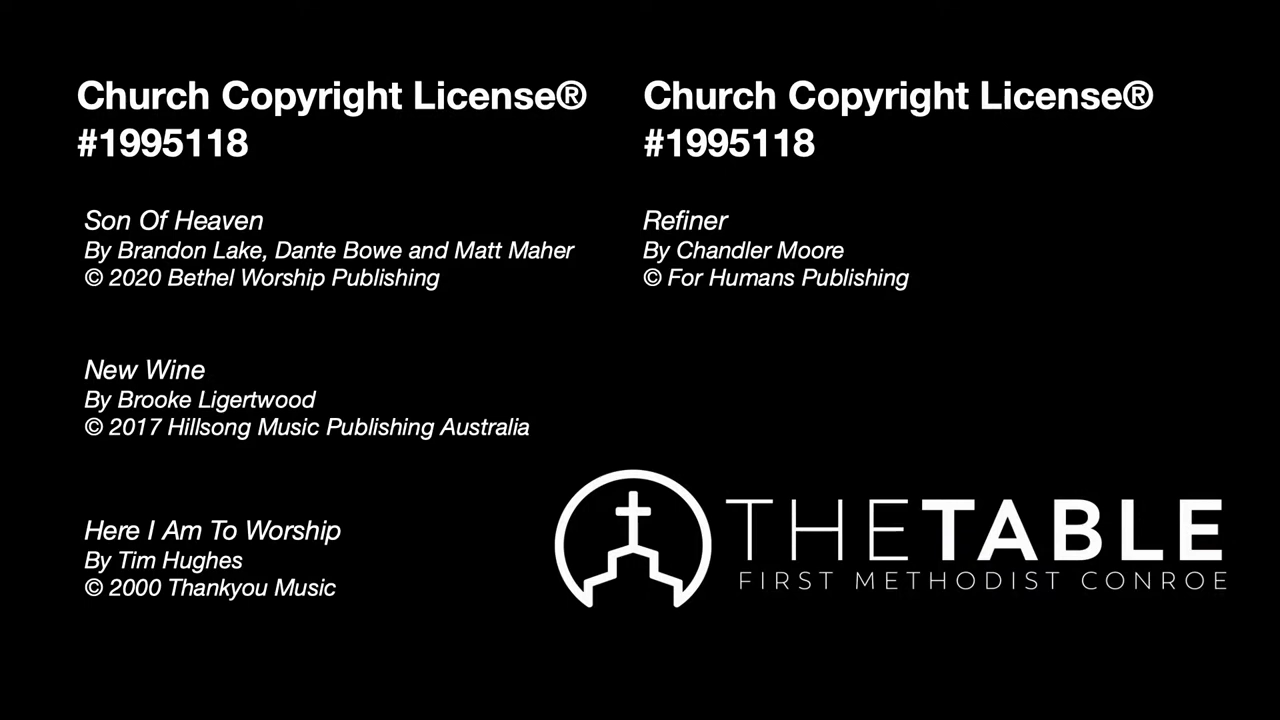 Church Copyright License®
#1995118
Son Of Heaven
By Brandon Lake, Dante Bowe and Matt Maher
© 2020 Bethel Worship Publishing
New Wine
By Brooke Ligertwood
© 2017 Hillsong Music Publishing Australia
Here I Am To Worship
By Tim Hughes
© 2000 Thankyou Music
Church Copyright License®
#1995118
Refiner
By Chandler Moore
© For Humans Publishing
THETABLE
FIRST METHODIST CONROE